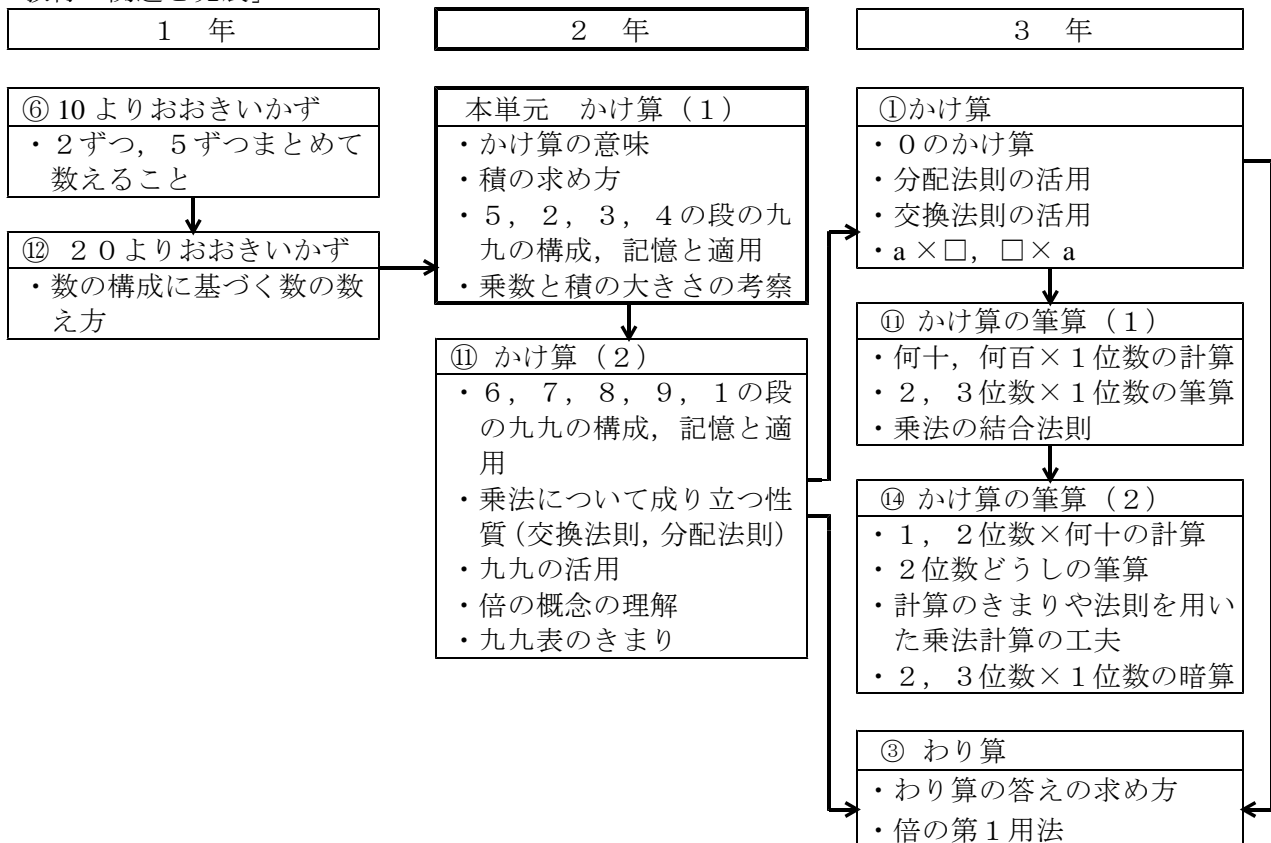 1 年
2 年
3 年
⑥ 10 よりおおきいかず
・２ずつ，５ずつまとめて
数えること
⑫ ２０よりおおきいかず
・数の構成に基づく数の数
え方
本単元 かけ算（１）
・かけ算の意味
・積の求め方
・５，２，３，４の段の九
九の構成，記憶と適用
・乗数と積の大きさの考察
⑪ かけ算（２）
・６，７，８，９，１の段
の九九の構成，記憶と適
用
・乗法について成り立つ性
質（交換法則，分配法則）
・九九の活用
・倍の概念の理解
・九九表のきまり
①かけ算
・０のかけ算
・分配法則の活用
・交換法則の活用
・a ×□，□× a
⑪ かけ算の筆算（１）
・何十，何百×１位数の計算
・２，３位数×１位数の筆算
・乗法の結合法則
⑭ かけ算の筆算（２）
・１，２位数×何十の計算
・２位数どうしの筆算
・計算のきまりや法則を用い
た乗法計算の工夫
・２，３位数×１位数の暗算
③ わり算
・わり算の答えの求め方
・倍の第１用法